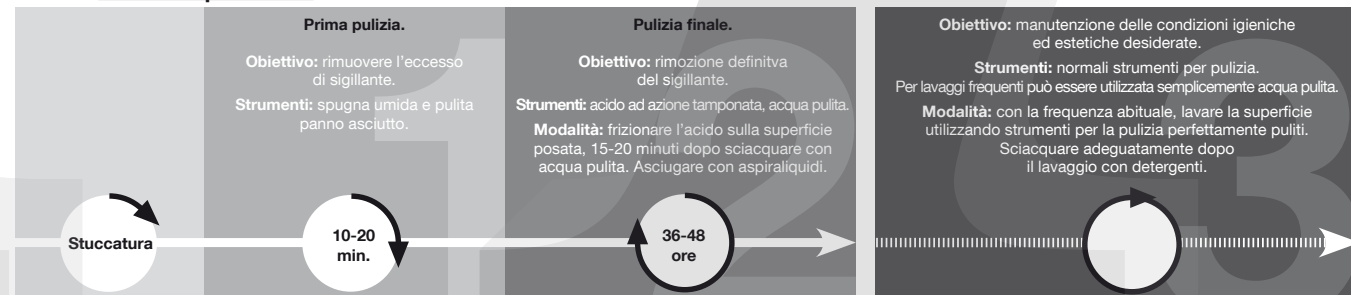 Stuccatura
Prima pulizia.
Obiettivo: rimuovere l'eccesso
di sigillante.
Strumenti: spugna umida e pulita
panno asciutto.
10-20
min.
Pulizia finale.
Obiettivo: rimozione definitva
del sigillante.
Strumenti: acido ad azione tamponata, acqua pulita.
Modalità: frizionare l'acido sulla superficie
posata, 15-20 minuti dopo sciacquare con
acqua pulita. Asciugare con aspiraliquidi.
36-48
ore
Obiettivo: manutenzione delle condizioni igieniche
ed estetiche desiderate.
Strumenti: normali strumenti per pulizia.
Per lavaggi frequenti può essere utilizzata semplicemente acqua pulita.
Modalità: con la frequenza abituale, lavare la superficie
utilizzando strumenti per la pulizia perfettamente puliti.
Sciacquare adeguatamente dopo
il lavaggio con detergenti.
1
2
3